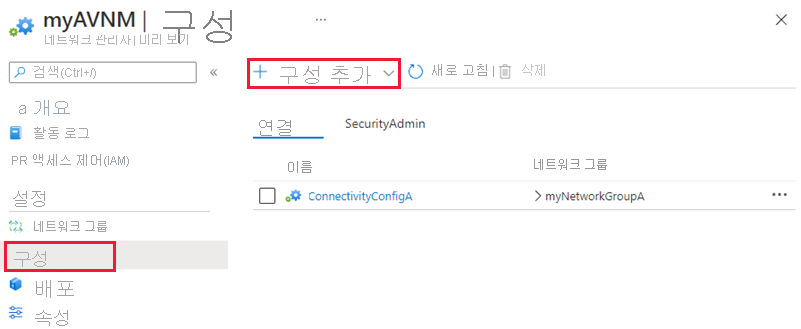 myAVNM | 구성 ...
네트워크 관리자 | 미리 보기
검색(Ctrl+/) «
a 개요
활동 로그
PR 액세스 제어(IAM)
설정
네트워크 그룹
구성
배포
속성
+ 구성 추가 새로 고침 | 삭제
연결 SecurityAdmin
이름 네트워크 그룹
ConnectivityConfigA > myNetworkGroupA ...